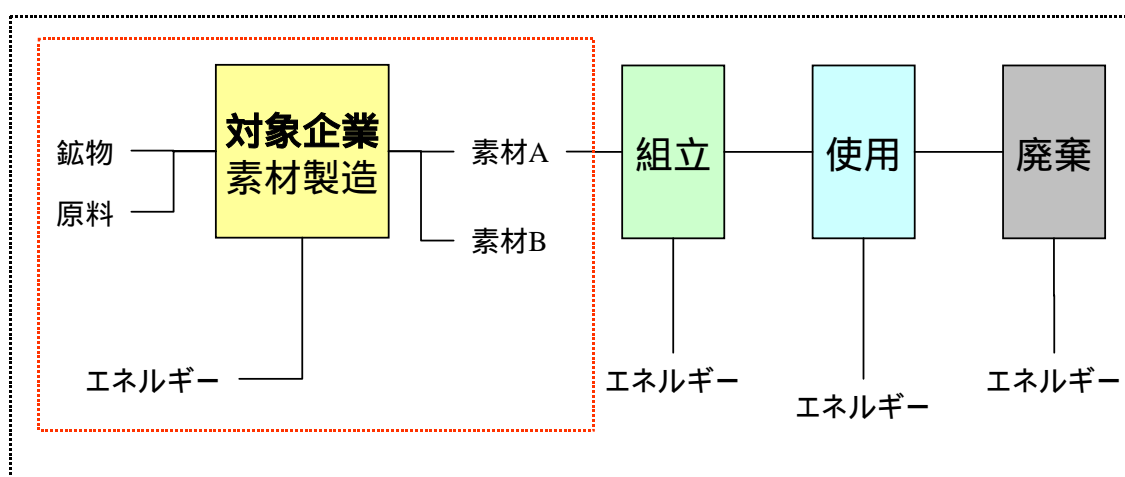 対象企業
素材製造
鉱物
原料
エネルギー
素材A
素材B
組立
エネルギー
使用
エネルギー
廃棄
エネルギー